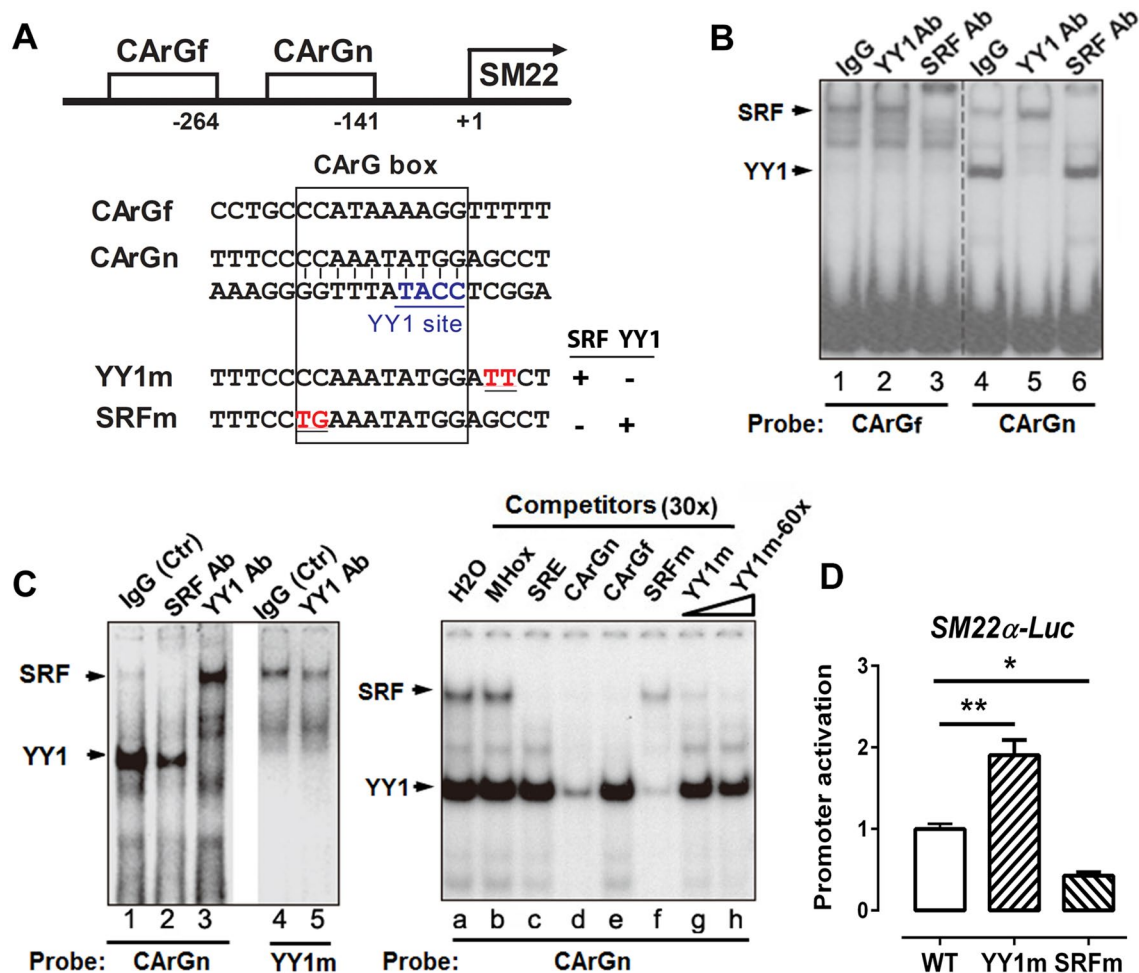 A
CArGf CArGn SM22
-264 -141 +1
CArG box
CArGf CCTGCCCATAAAAGGTTTTT
CArGn TTTCCCCAAATATGGAGCCT
AAAGGGGTTTATACCTCGGA
YY1 site
SRF YY1
YY1m TTTCCCCAAATATGGATTCT + -
SRFm TTTCCTGAAATATGGAGCCT - +
B
IgG YY1 Ab SRF Ab IgG YY1 Ab SRF Ab
SRF
YY1
1 2 3 4 5 6
Probe: CArGf CArGn
C
IgG (Ctr) SRF Ab YY1 Ab IgG (Ctr) YY1 Ab
SRF
YY1
1 2 3 4 5
Probe: CArGn YY1m
Competitors (30x)
H2O MHox SRE CArGn CArGf SRFm YY1m YY1m-60x
SRF
YY1
a b c d e f g h
Probe: CArGn
D
SM22α-Luc
Promoter activation
3
2
1
0
*
**
WT YY1m SRFm